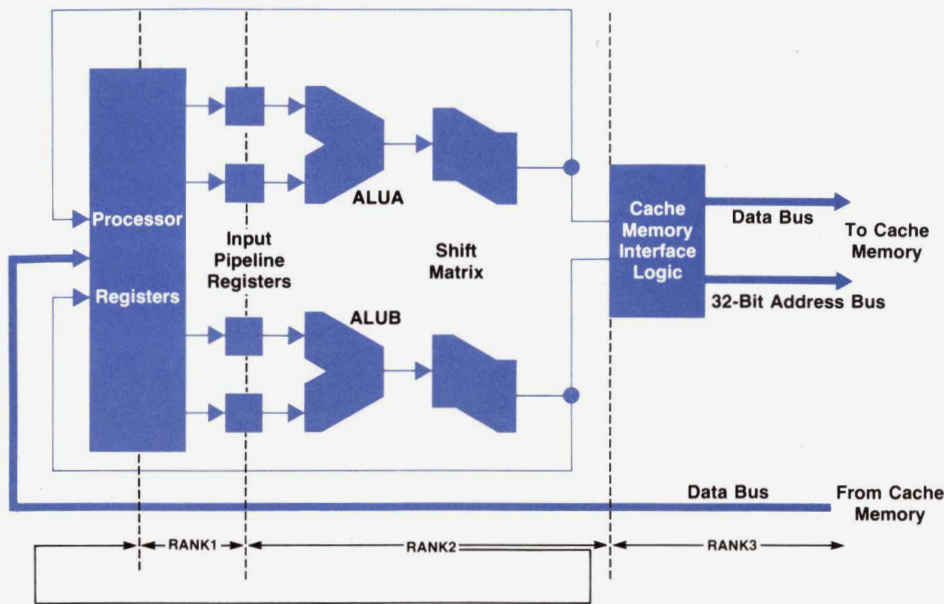 Processor
Registers
Input
Pipeline
Registers
ALUA
Shift
Matrix
ALUB
Cache
Memory
Interface
Logic
Data Bus
To Cache
Memory
32-Bit Address Bus
Data Bus
From Cache
Memory
RANK1
RANK2
RANK3